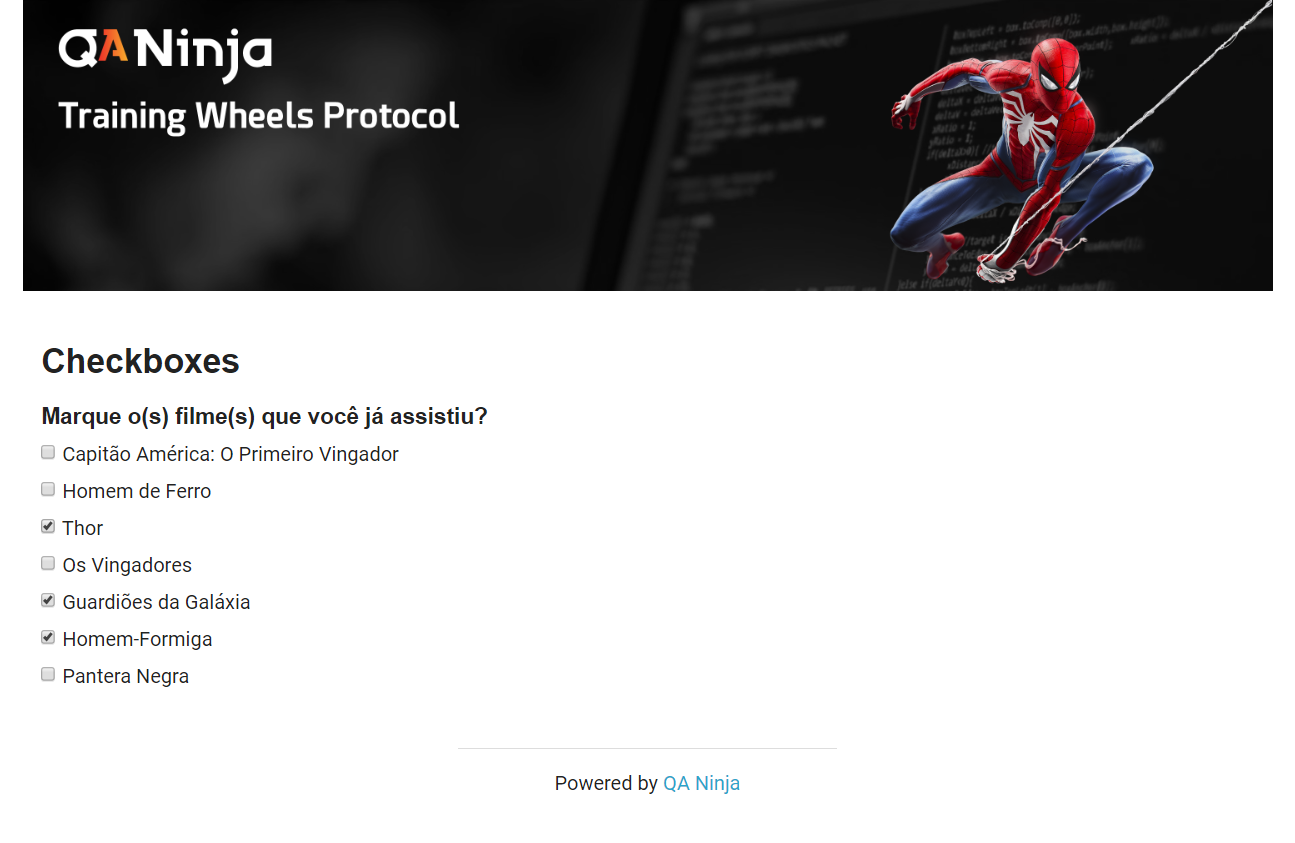 QA Ninja
Training Wheels Protocol
Checkboxes
Marque o(s) filme(s) que você já assistiu?
Capitão América: O Primeiro Vingador
Homem de Ferro
Thor
Os Vingadores
Guardiões da Galáxia
Homem-Formiga
Pantera Negra
Powered by QA Ninja